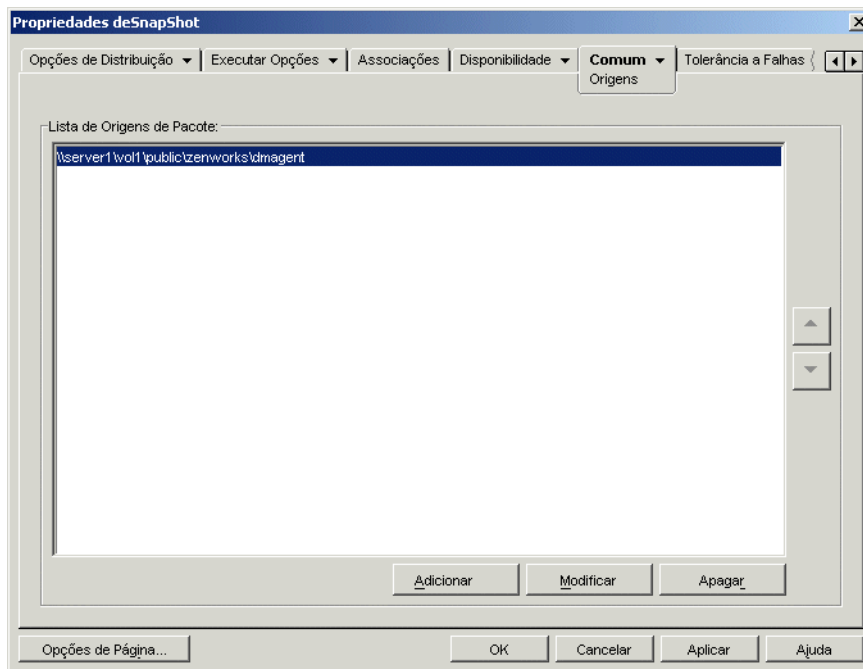 Propriedades deSnapShot
Opções de Distribuição
Executar Opções
Associações
Disponibilidade
Comum
Tolerância a Falhas
Origens
Lista de Origens de Pacote:
\\server1\vol1\public\zenworks\dmagent
Adicionar
Modificar
Apagar
Opções de Página...
OK
Cancelar
Aplicar
Ajuda